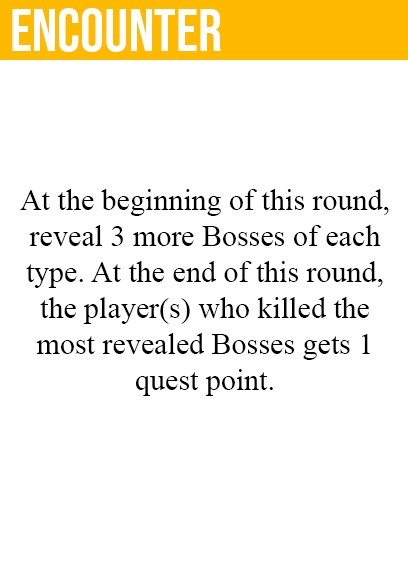 ENCOUNTER
At the beginning of this round,
reveal 3 more Bosses of each
type. At the end of this round,
the player(s) who killed the
most revealed Bosses gets 1
quest point.